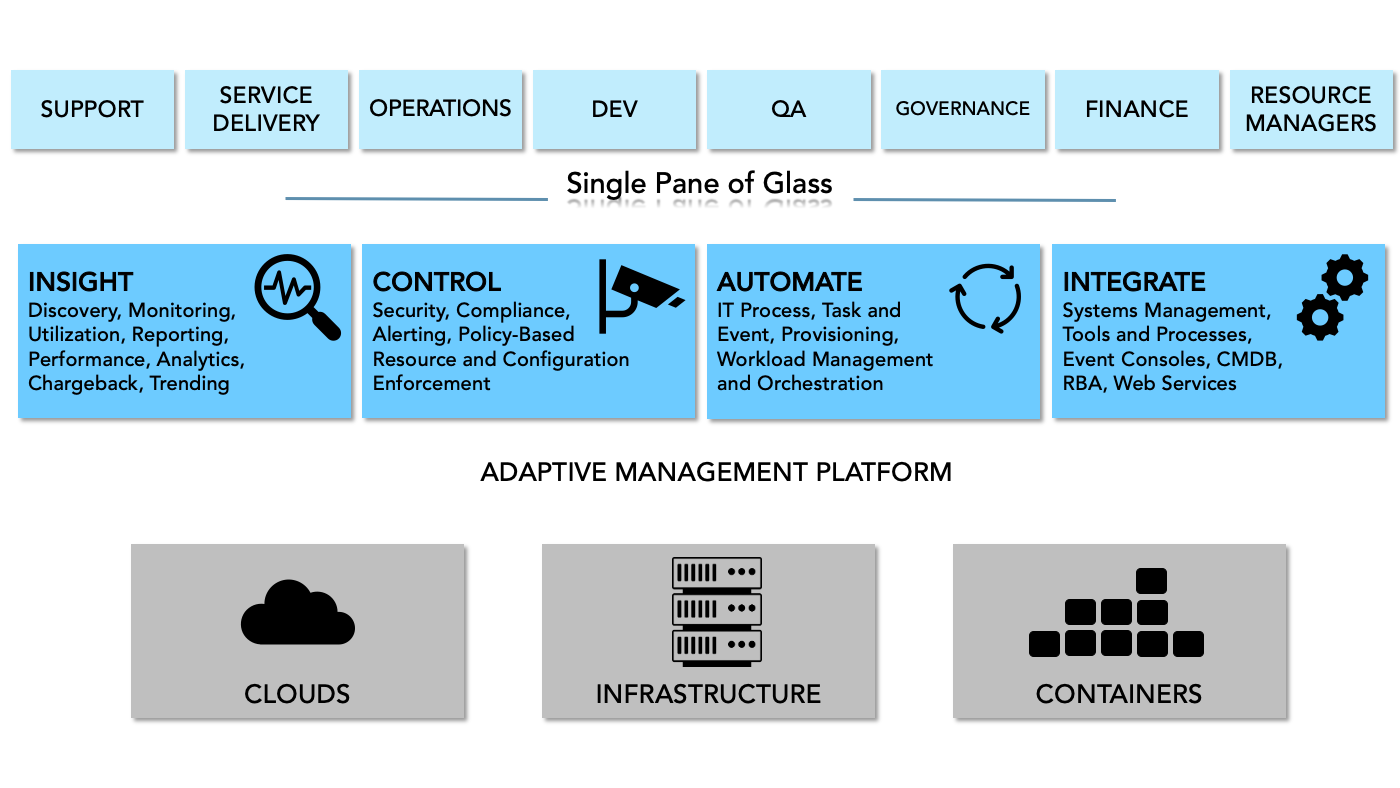 SUPPORT
SERVICE
DELIVERY
OPERATIONS
DEV
QA
GOVERNANCE
FINANCE
RESOURCE
MANAGERS
Single Pane of Glass
INSIGHT
Discovery, Monitoring,
Utilization, Reporting,
Performance, Analytics,
Chargeback, Trending
CONTROL
Security, Compliance,
Alerting, Policy-Based
Resource and Configuration
Enforcement
AUTOMATE
IT Process, Task and
Event, Provisioning,
Workload Management
and Orchestration
INTEGRATE
Systems Management,
Tools and Processes,
Event Consoles, CMDB,
RBA, Web Services
ADAPTIVE MANAGEMENT PLATFORM
CLOUDS
INFRASTRUCTURE
CONTAINERS